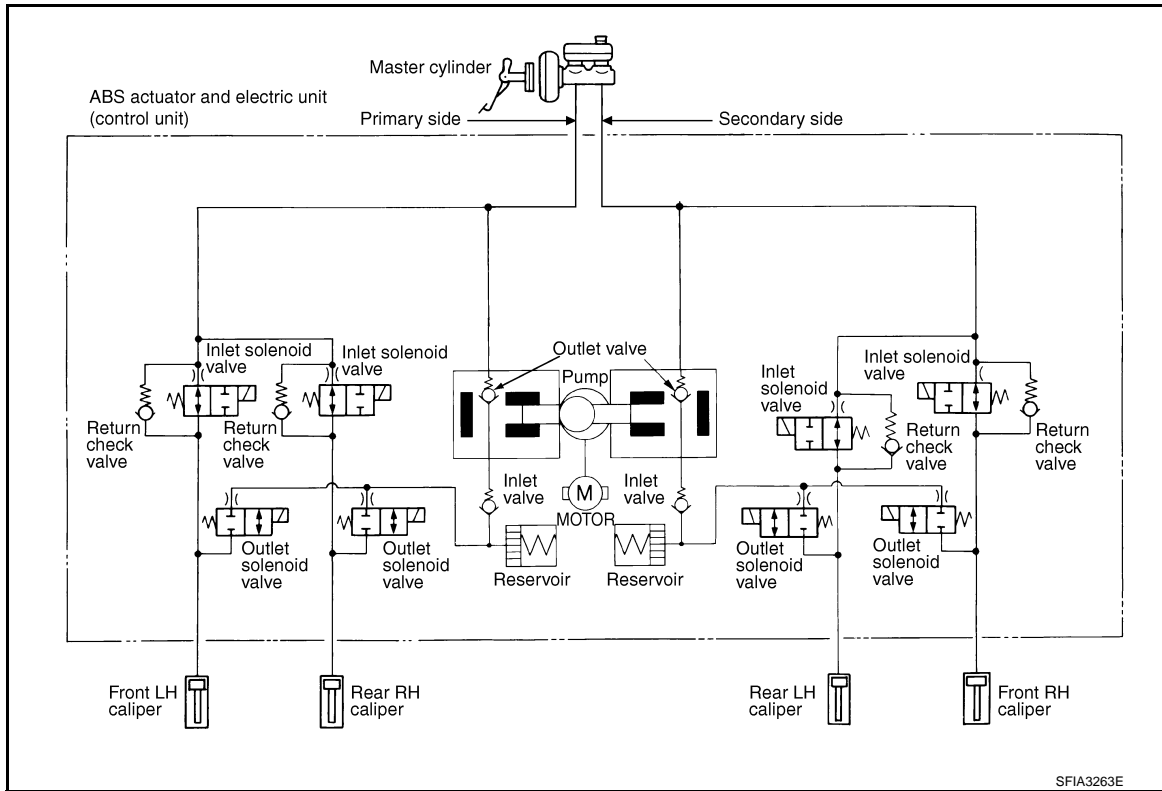 Master cylinder
ABS actuator and electric unit
(control unit)
Primary side
Secondary side
Inlet solenoid
valve
Inlet solenoid
valve
Outlet valve
Pump
Inlet
solenoid
valve
Inlet solenoid
valve
Return
check
valve
Return
check
valve
Return
check
valve
Return
check
valve
Inlet
valve
Inlet
valve
M
MOTOR
Outlet
solenoid
valve
Outlet
solenoid
valve
Reservoir
Reservoir
Outlet
solenoid
valve
Outlet
solenoid
valve
Front LH
caliper
Rear RH
caliper
Rear LH
caliper
Front RH
caliper
SFIA3263E